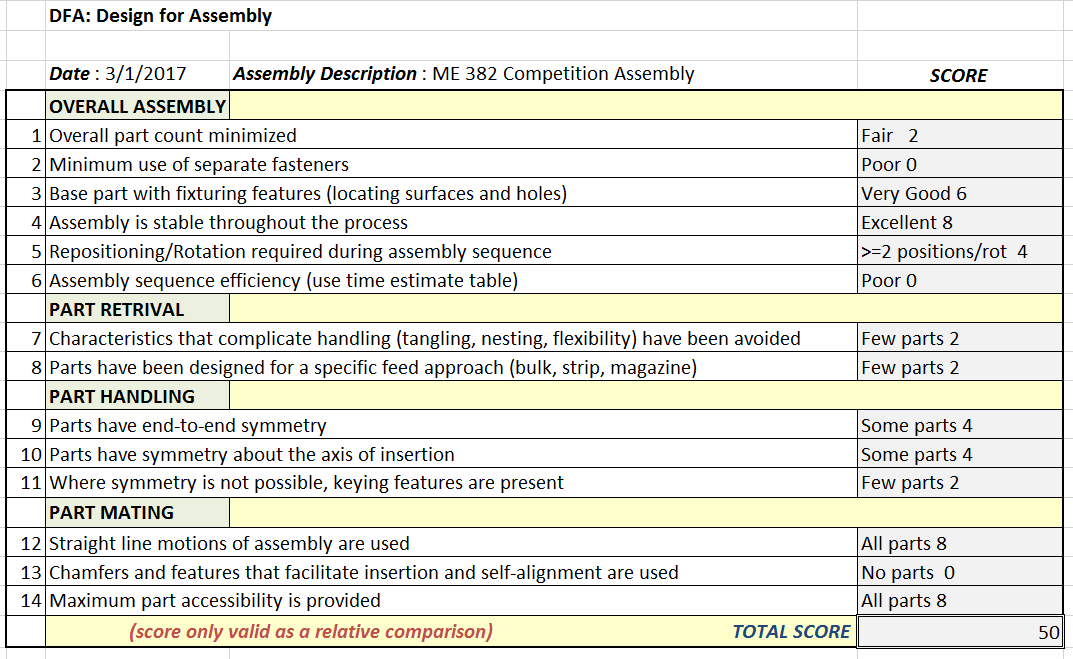 DFA: Design for Assembly
Date : 3/1/2017 Assembly Description : ME 382 Competition Assembly SCORE
OVERALL ASSEMBLY
1 Overall part count minimized Fair 2
2 Minimum use of separate fasteners Poor 0
3 Base part with fixturing features (locating surfaces and holes) Very Good 6
4 Assembly is stable throughout the process Excellent 8
5 Repositioning/Rotation required during assembly sequence >=2 positions/rot 4
6 Assembly sequence efficiency (use time estimate table) Poor 0
PART RETRIVAL
7 Characteristics that complicate handling (tangling, nesting, flexibility) have been avoided Few parts 2
8 Parts have been designed for a specific feed approach (bulk, strip, magazine) Few parts 2
PART HANDLING
9 Parts have end-to-end symmetry Some parts 4
10 Parts have symmetry about the axis of insertion Some parts 4
11 Where symmetry is not possible, keying features are present Few parts 2
PART MATING
12 Straight line motions of assembly are used All parts 8
13 Chamfers and features that facilitate insertion and self-alignment are used No parts 0
14 Maximum part accessibility is provided All parts 8
(score only valid as a relative comparison) TOTAL SCORE 50